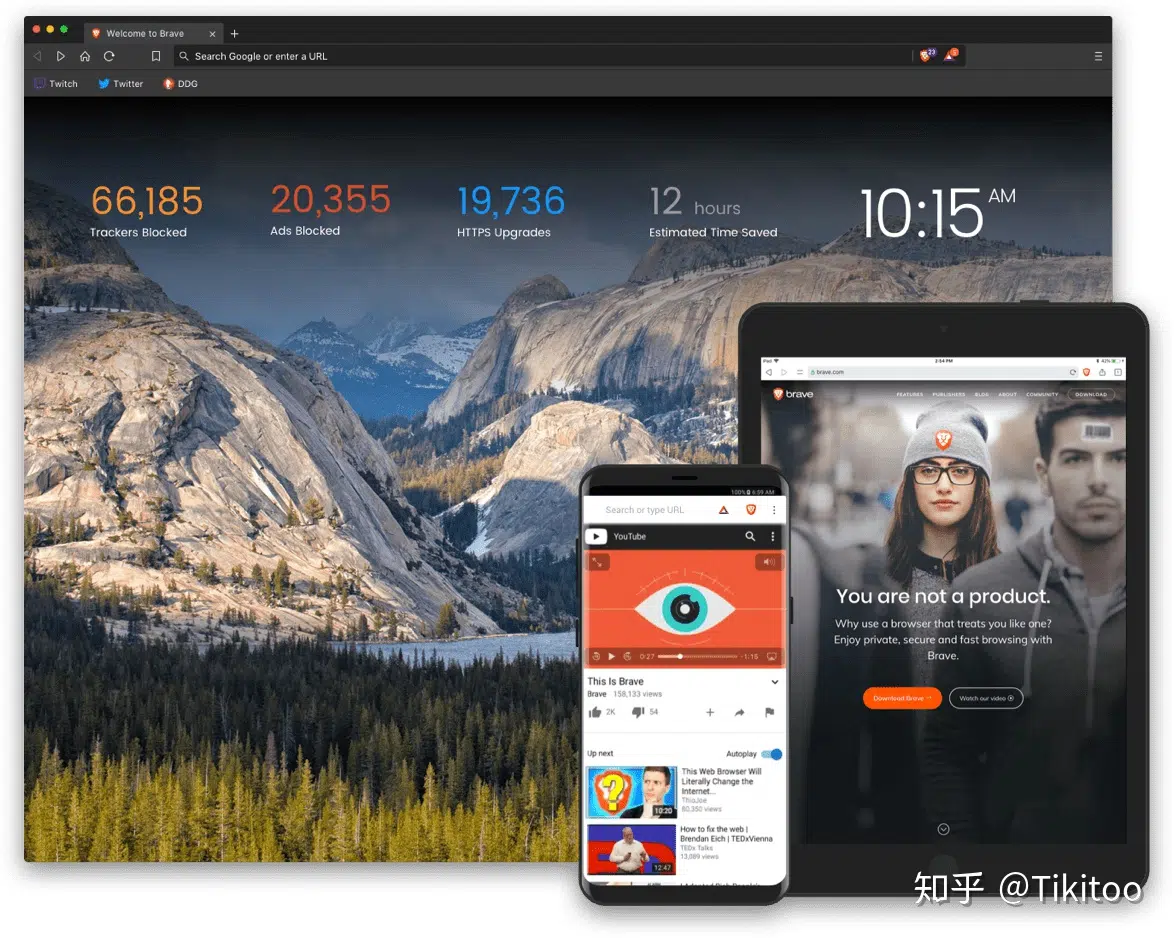 Welcome to Brave
Search Google or enter a URL
23
Twitch
Twitter
DDG
66,185
Trackers Blocked
20,355
Ads Blocked
19,736
HTTPS Upgrades
12 hours
Estimated Time Saved
10:15 AM
iPad
3:54 PM
42%
brave.com
brave
FEATURES
PUBLISHERS
BLOG
ABOUT
COMMUNITY
DOWNLOAD
You are not a product.
Why use a browser that treats you like one?
Enjoy private, secure and fast browsing with
Brave.
Download Brave
Watch our video
100% 6:59 AM
Search or type URL
YouTube
0:27
-1:15
This Is Brave
Brave 158,133 views
2K
54
Up next
Autoplay
This Web Browser Will
Literally Change the
Internet...
ThioJoe
60,350 views
10:20
How to fix the web |
Brendan Eich | TEDxVienna
TEDx Talks
13,089 views
12:47
知乎 @Tikitoo